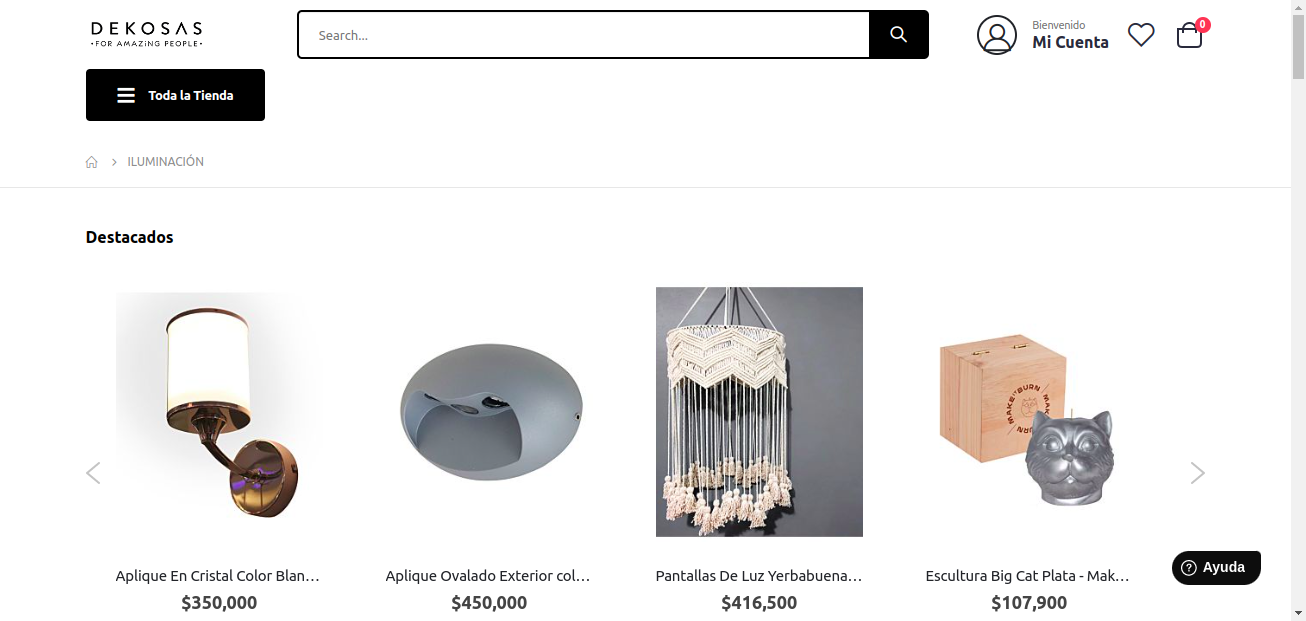 DEKOSAS
•FOR AMAZiNG PEOPLE•
Search...
Bienvenido
Mi Cuenta
0
Toda la Tienda
ILUMINACIÓN
Destacados
MAKE IT BURN
Aplique En Cristal Color Blan…
$350,000
Aplique Ovalado Exterior col…
$450,000
Pantallas De Luz Yerbabuena…
$416,500
Escultura Big Cat Plata - Mak…
$107,900
Ayuda